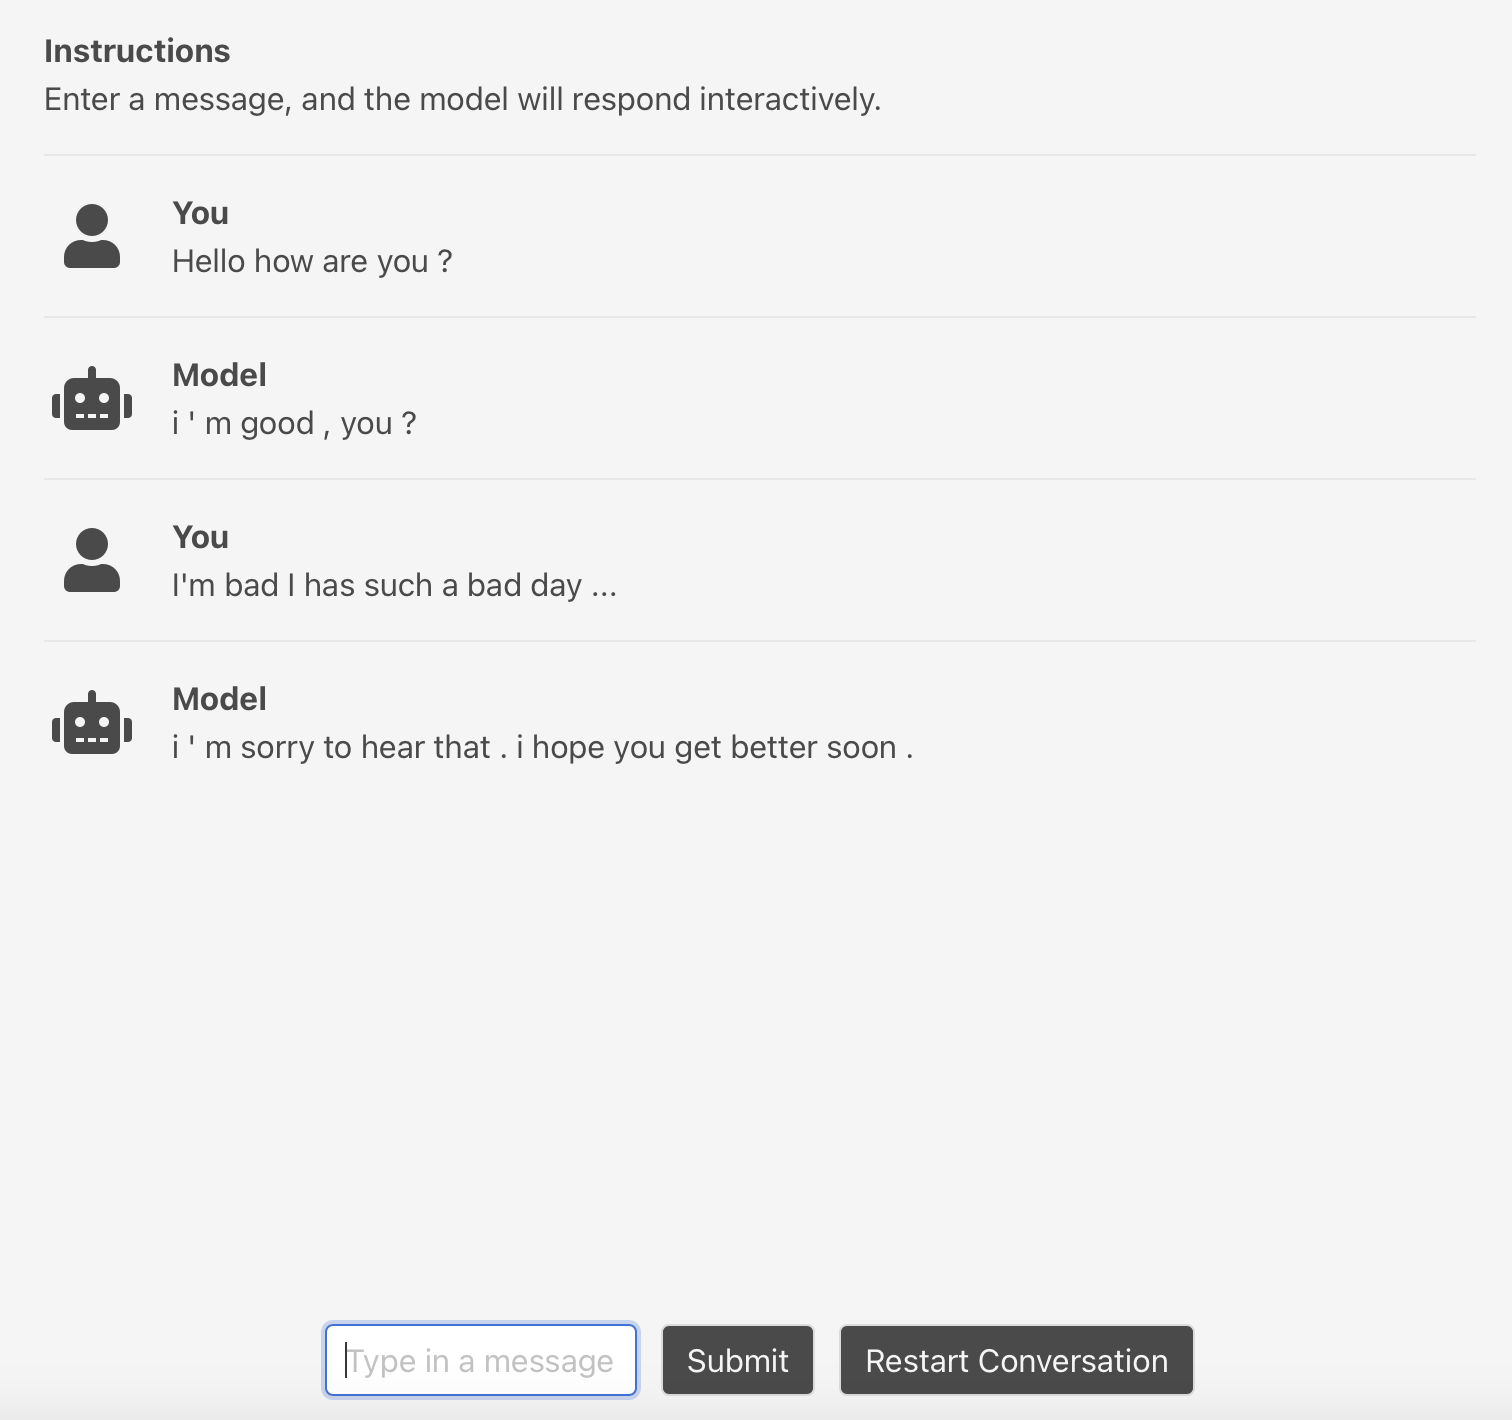 Instructions
Enter a message, and the model will respond interactively.
You
Hello how are you ?
Model
i ' m good , you ?
You
I'm bad I has such a bad day ...
Model
i ' m sorry to hear that . i hope you get better soon .
Type in a message
Submit
Restart Conversation